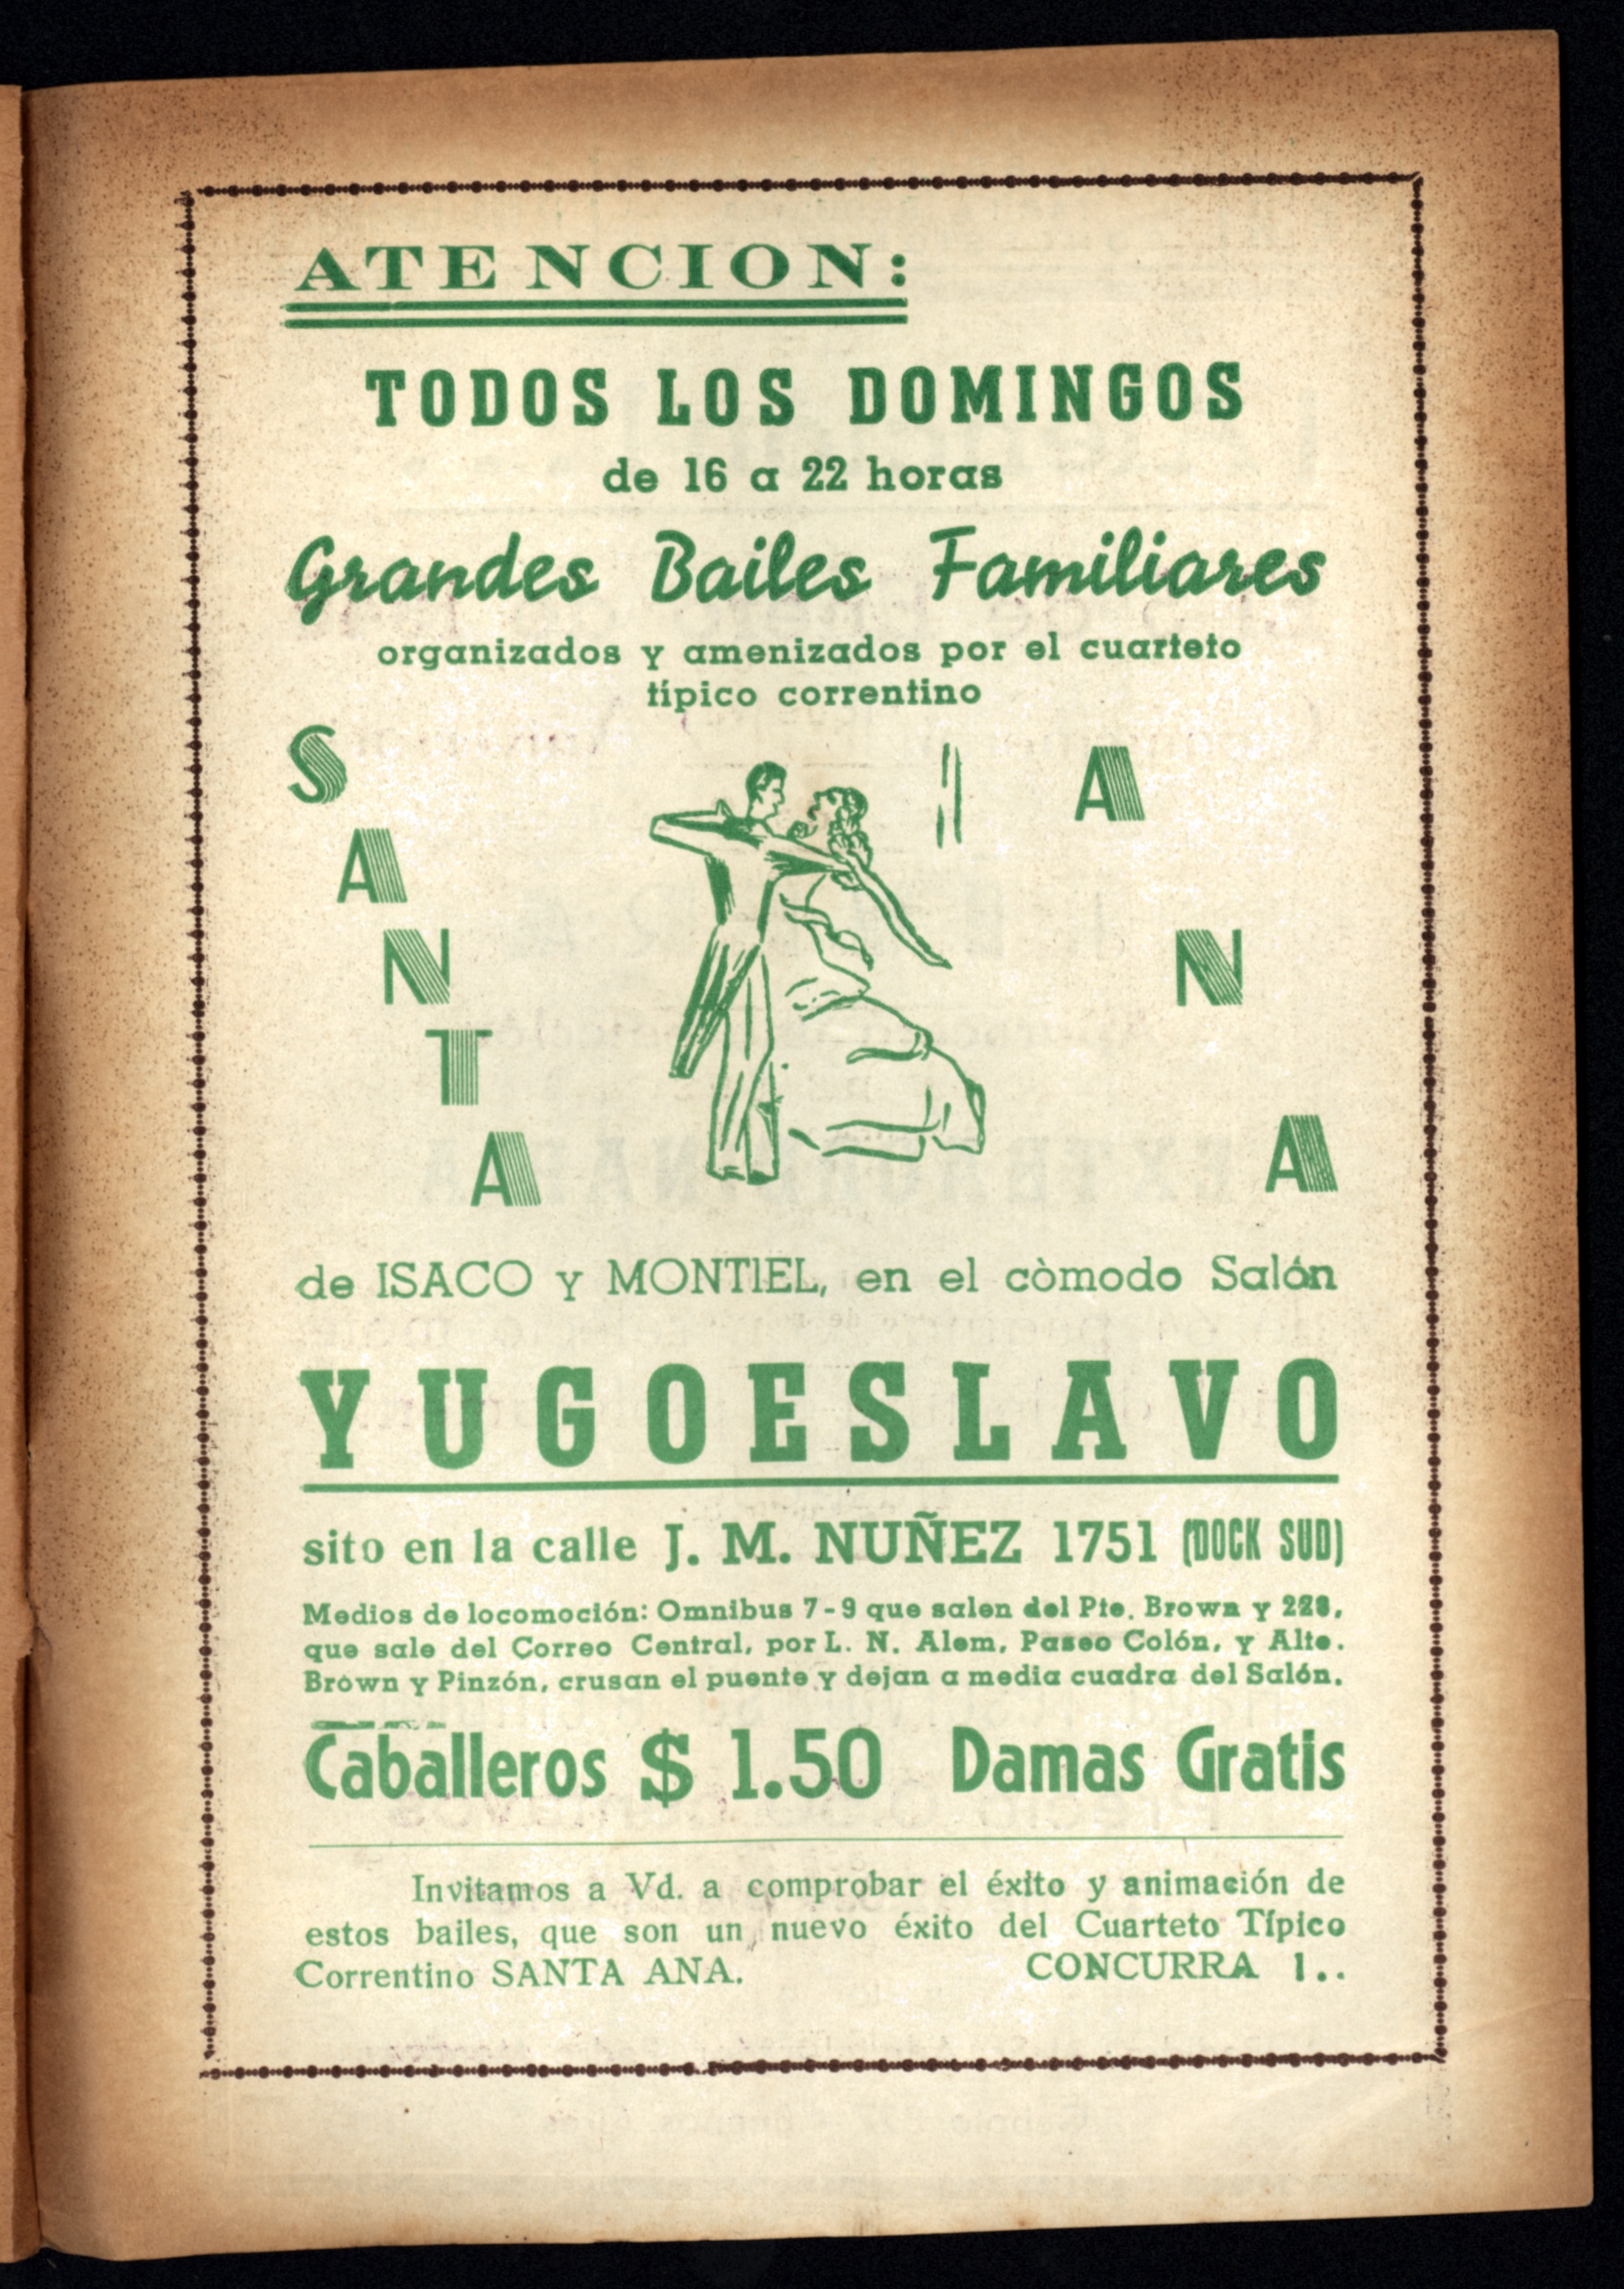 ATENCION:
TODOS LOS DOMINGOS
de 16 a 22 horas
Grandes Bailes Familiares
organizados y amenizados por el cuarteto
típico correntino
SANTA ANA
de ISACO y MONTIEL, en el còmodo Salón
YUGOESLAVO
sito en la calle J. M. NUÑEZ 1751 (DOCK SUD)
Medios de locomoción: Omnibus 7-9 que salen del Pte. Brown y 228,
que sale del Correo Central, por L. N. Alem, Paseo Colón, y Alte.
Brown y Pinzón, crusan el puente y dejan a media cuadra del Salón.
Caballeros $ 1.50 Damas Gratis
Invitamos a Vd. a comprobar el éxito y animación de
estos bailes, que son un nuevo éxito del Cuarteto Típico
Correntino SANTA ANA. CONCURRA !..